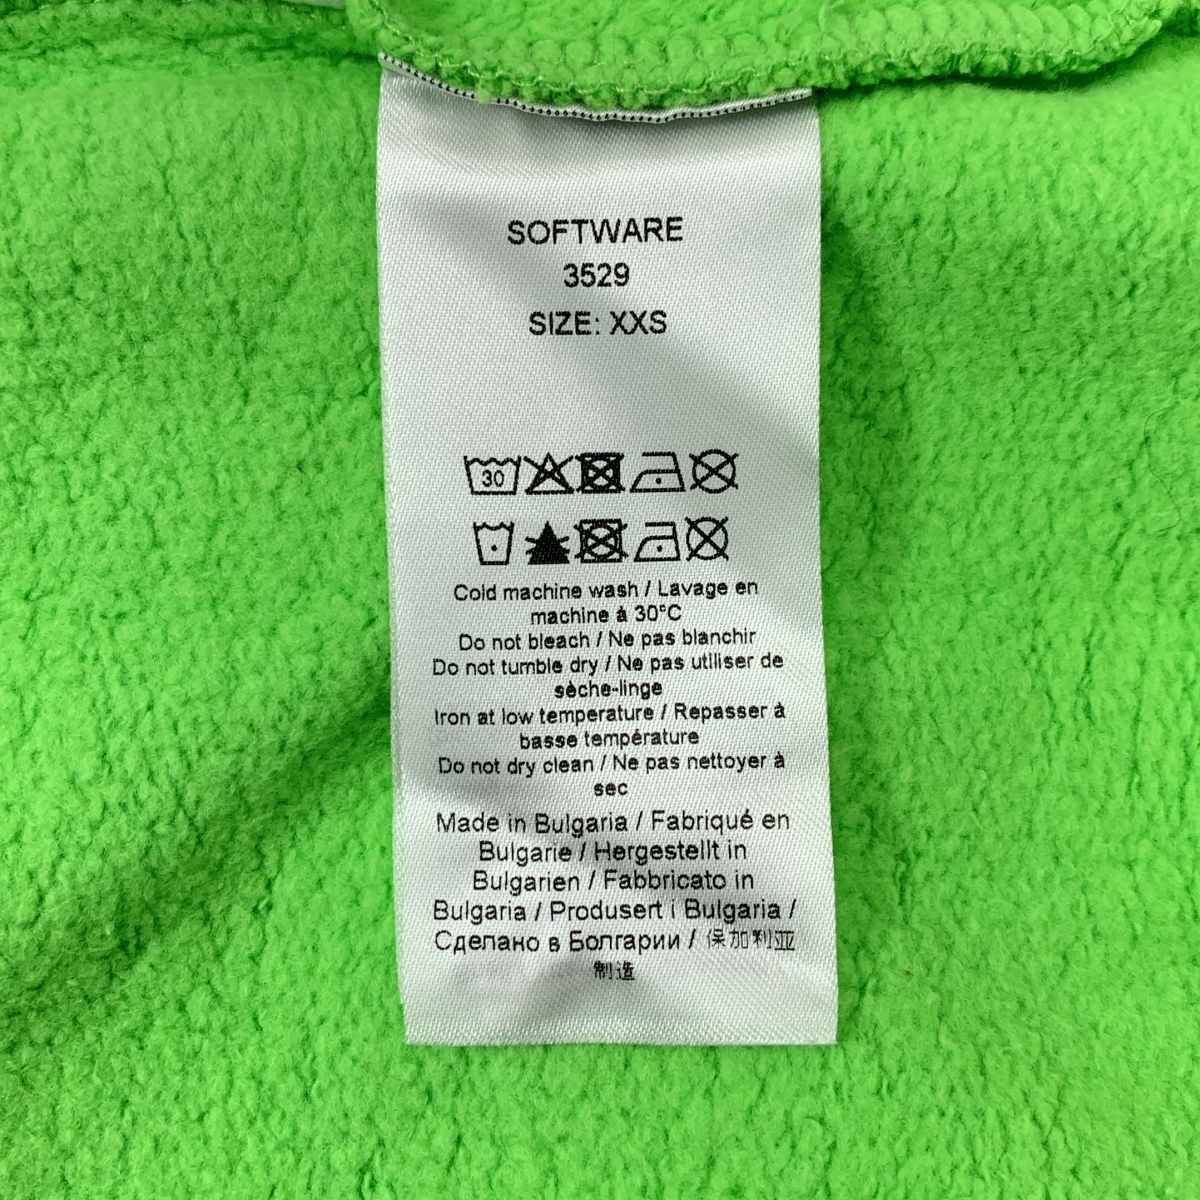 SOFTWARE
3529
SIZE: XXS
30
Cold machine wash / Lavage en
machine à 30°C
Do not bleach / Ne pas blanchir
Do not tumble dry / Ne pas utiliser de
sèche-linge
Iron at low temperature / Repasser à
basse température
Do not dry clean / Ne pas nettoyer à
sec
Made in Bulgaria / Fabriqué en
Bulgarie / Hergestellt in
Bulgarien / Fabbricato in
Bulgaria / Produsert i Bulgaria /
Сделано в Болгарии / 保加利亚
制造